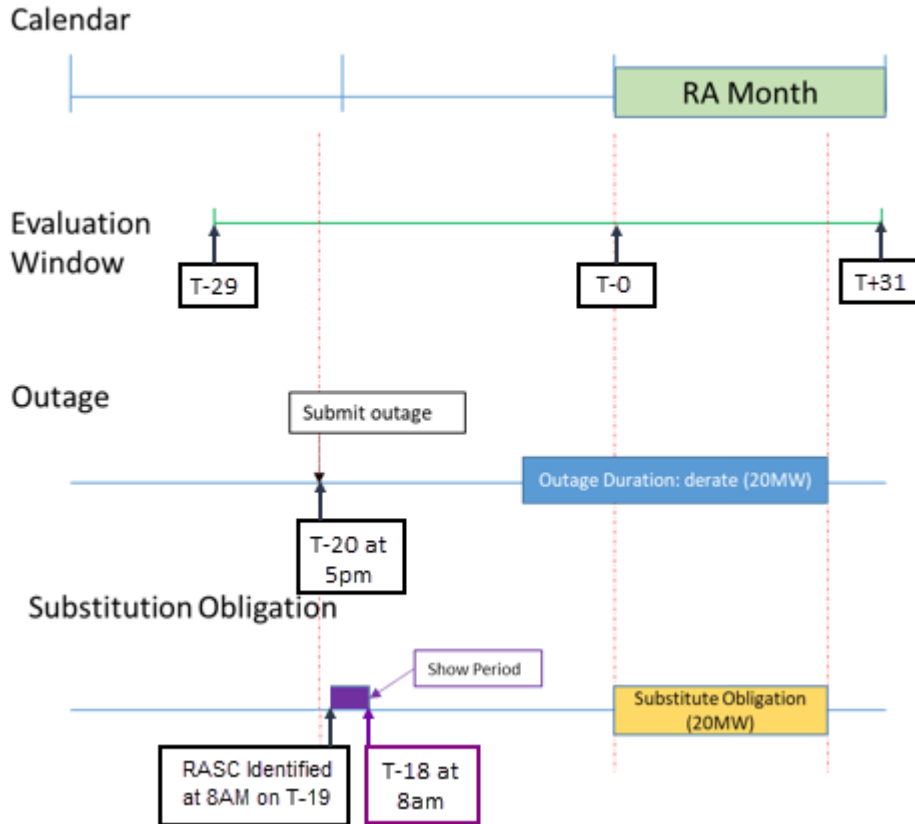 Calendar
RA Month
Evaluation
Window
T-29
T-0
T+31
Outage
Submit outage
Outage Duration: derate (20MW)
T-20 at
5pm
Substitution Obligation
Show Period
Substitute Obligation
(20MW)
RASC Identified
at 8AM on T-19
T-18 at
8am